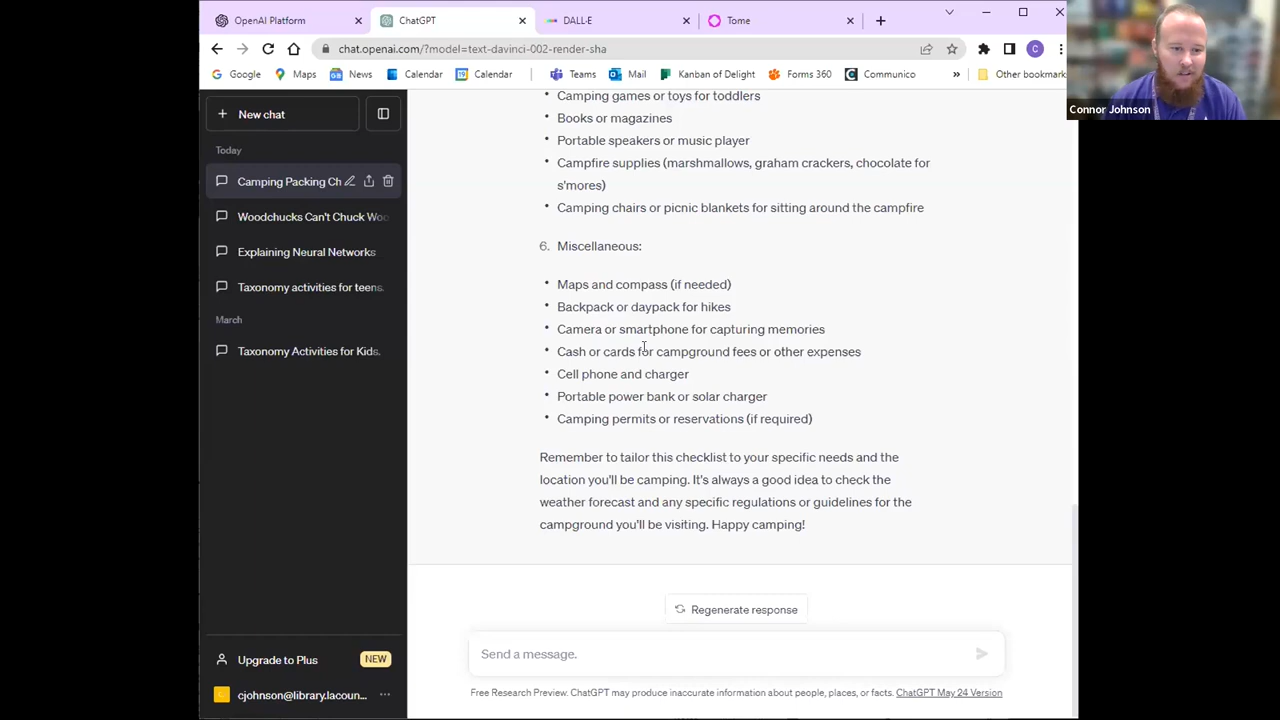 OpenAI Platform
ChatGPT
DALL·E
Tome
chat.openai.com/?model=text-davinci-002-render-sha
C
Google
Maps
News
Calendar
Calendar
Teams
Mail
Kanban of Delight
Forms 360
Communico
»
Other bookmark
Connor Johnson
+ New chat
Today
Camping Packing Ch
Woodchucks Can't Chuck Woo
Explaining Neural Networks
Taxonomy activities for teens.
March
Taxonomy Activities for Kids.
Upgrade to Plus
NEW
cjohnson@library.lacoun...
• Camping games or toys for toddlers
• Books or magazines
• Portable speakers or music player
• Campfire supplies (marshmallows, graham crackers, chocolate for
s'mores)
• Camping chairs or picnic blankets for sitting around the campfire
6. Miscellaneous:
• Maps and compass (if needed)
• Backpack or daypack for hikes
• Camera or smartphone for capturing memories
• Cash or cards for campground fees or other expenses
• Cell phone and charger
• Portable power bank or solar charger
• Camping permits or reservations (if required)
Remember to tailor this checklist to your specific needs and the
location you'll be camping. It's always a good idea to check the
weather forecast and any specific regulations or guidelines for the
campground you'll be visiting. Happy camping!
Regenerate response
Send a message.
Free Research Preview. ChatGPT may produce inaccurate information about people, places, or facts. ChatGPT May 24 Version